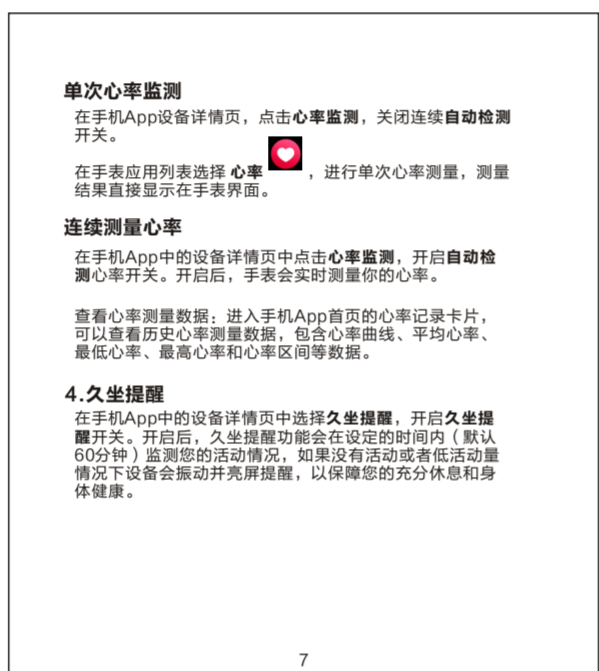 单次心率监测
在手机App设备详情页，点击心率监测，关闭连续自动检测
开关。
在手表应用列表选择 心率 ，进行单次心率测量，测量
结果直接显示在手表界面。
连续测量心率
在手机App中的设备详情页中点击心率监测，开启自动检
测心率开关。开启后，手表会实时测量你的心率。
查看心率测量数据：进入手机App首页的心率记录卡片，
可以查看历史心率测量数据，包含心率曲线、平均心率、
最低心率、最高心率和心率区间等数据。
4.久坐提醒
在手机App中的设备详情页中选择久坐提醒，开启久坐提
醒开关。开启后，久坐提醒功能会在设定的时间内（默认
60分钟）监测您的活动情况，如果没有活动或者低活动量
情况下设备会振动并亮屏提醒，以保障您的充分休息和身
体健康。
7